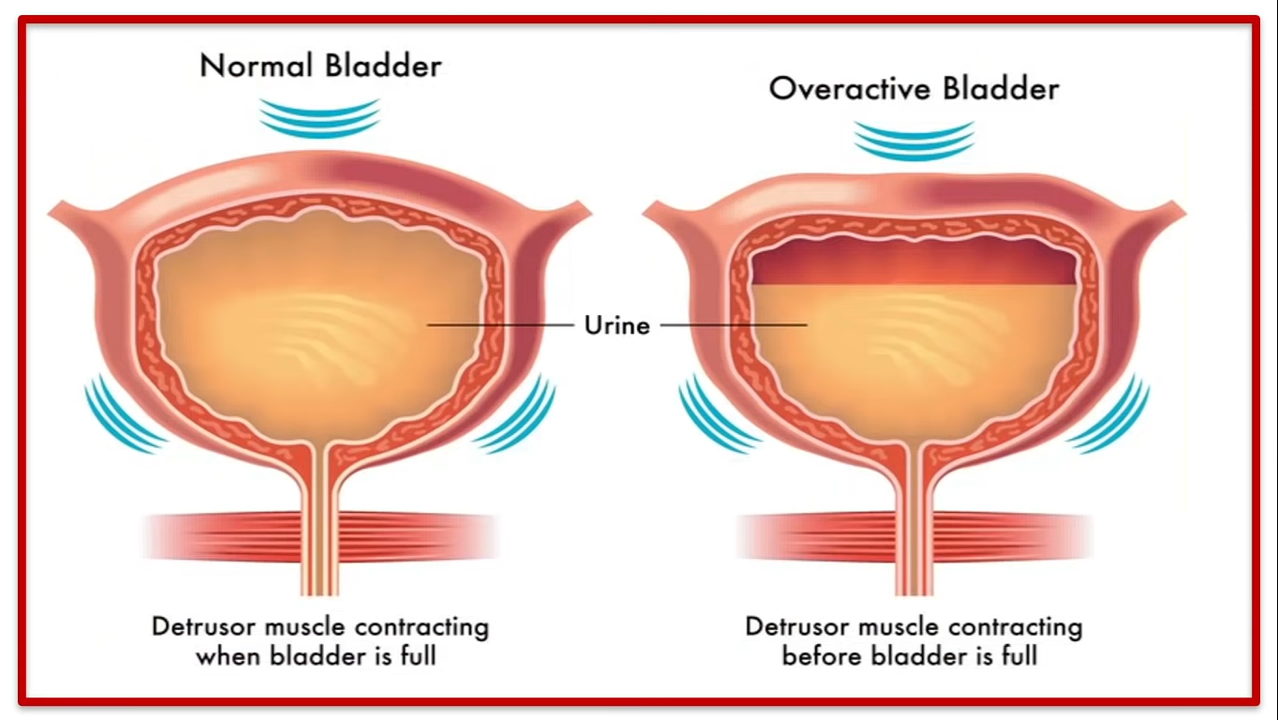 Normal Bladder
Overactive Bladder
Urine
Detrusor muscle contracting
when bladder is full
Detrusor muscle contracting
before bladder is full